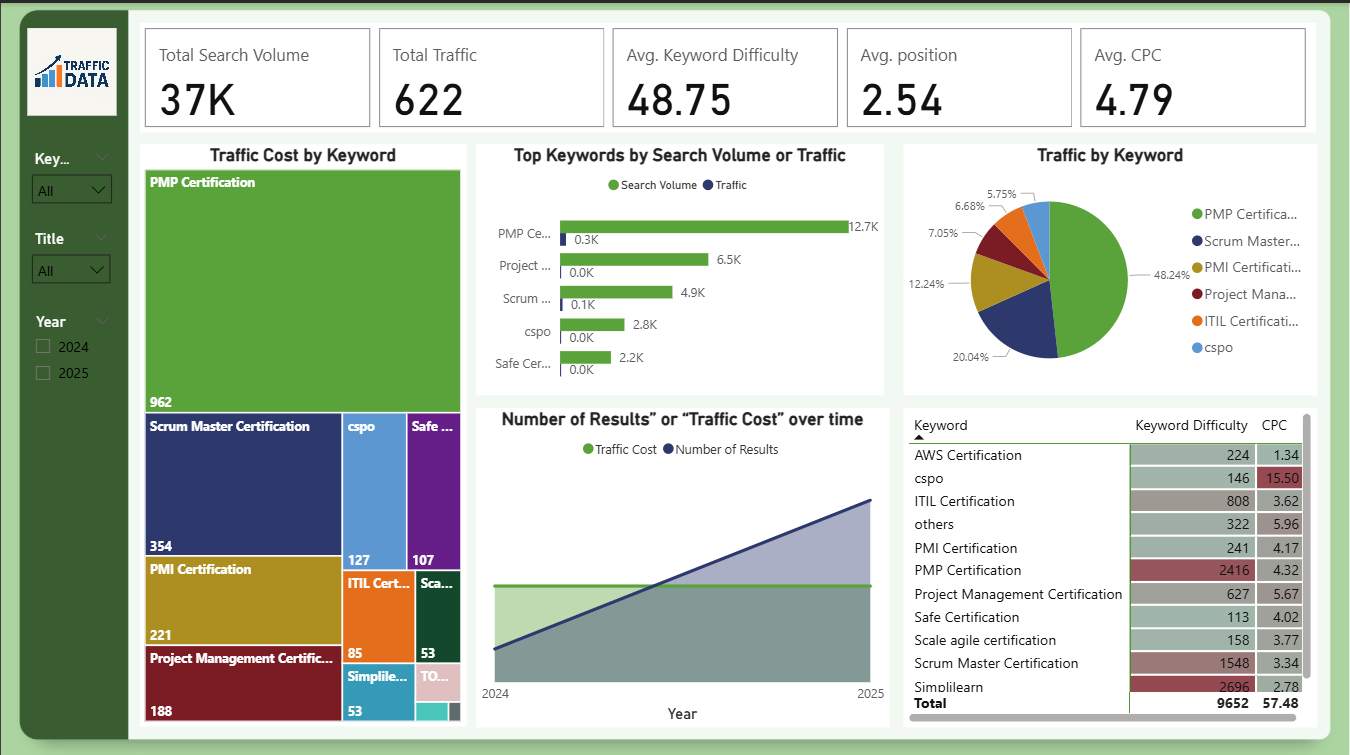 TRAFFIC
DATA
Key...
All
Title
All
Year
2024
2025
Total Search Volume
37K
Total Traffic
622
Avg. Keyword Difficulty
48.75
Avg. position
2.54
Avg. CPC
4.79
Traffic Cost by Keyword
PMP Certification
962
Scrum Master Certification
354
PMI Certification
221
Project Management Certific...
188
cspo
127
Safe ...
107
ITIL Cert...
85
Sca...
53
Simplile...
53
TO...
Top Keywords by Search Volume or Traffic
Search Volume Traffic
PMP Ce... 12.7K
0.3K
Project ... 6.5K
0.0K
Scrum ... 4.9K
0.1K
cspo 2.8K
0.0K
Safe Cer... 2.2K
0.0K
Traffic by Keyword
5.75%
6.68%
7.05%
12.24%
20.04%
48.24%
PMP Certifica...
Scrum Master...
PMI Certificati...
Project Mana...
ITIL Certificati...
cspo
Number of Results” or “Traffic Cost” over time
Traffic Cost Number of Results
2024 2025
Year
Keyword Keyword Difficulty CPC
AWS Certification 224 1.34
cspo 146 15.50
ITIL Certification 808 3.62
others 322 5.96
PMI Certification 241 4.17
PMP Certification 2416 4.32
Project Management Certification 627 5.67
Safe Certification 113 4.02
Scale agile certification 158 3.77
Scrum Master Certification 1548 3.34
Simplilearn 2696 2.78
Total 9652 57.48